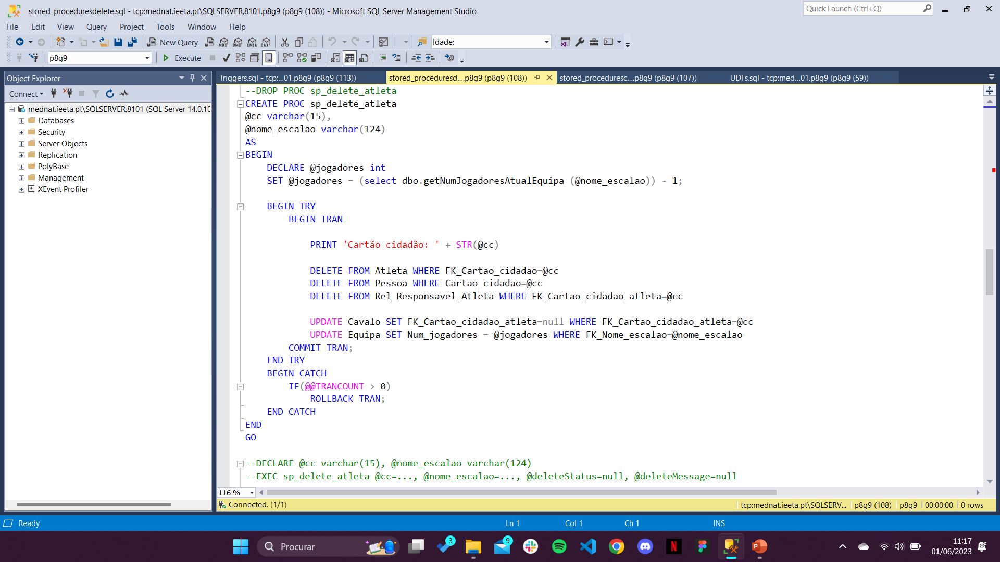 stored_proceduresdelete.sql - tcp:mednat.ieeta.pt\SQLSERVER,8101.p8g9 (p8g9 (108)) - Microsoft SQL Server Management Studio
Quick Launch (Ctrl+Q)
File Edit View Query Project Tools Window Help
New Query MDX DMX XMLA DAX Idade:
p8g9 Execute
Object Explorer
Triggers.sql - tcp:...01.p8g9 (p8g9 (113)) stored_proceduresd....p8g9 (p8g9 (108)) stored_proceduresc....p8g9 (p8g9 (107)) UDFs.sql - tcp:med...01.p8g9 (p8g9 (59))
Connect
mednat.ieeta.pt\SQLSERVER,8101 (SQL Server 14.0.10
Databases
Security
Server Objects
Replication
PolyBase
Management
XEvent Profiler
--DROP PROC sp_delete_atleta
CREATE PROC sp_delete_atleta
@cc varchar(15),
@nome_escalao varchar(124)
AS
BEGIN
DECLARE @jogadores int
SET @jogadores = (select dbo.getNumJogadoresAtualEquipa (@nome_escalao)) - 1;
BEGIN TRY
BEGIN TRAN
PRINT 'Cartão cidadão: ' + STR(@cc)
DELETE FROM Atleta WHERE FK_Cartao_cidadao=@cc
DELETE FROM Pessoa WHERE Cartao_cidadao=@cc
DELETE FROM Rel_Responsavel_Atleta WHERE FK_Cartao_cidadao_atleta=@cc
UPDATE Cavalo SET FK_Cartao_cidadao_atleta=null WHERE FK_Cartao_cidadao_atleta=@cc
UPDATE Equipa SET Num_jogadores = @jogadores WHERE FK_Nome_escalao=@nome_escalao
COMMIT TRAN;
END TRY
BEGIN CATCH
IF(@@TRANCOUNT > 0)
ROLLBACK TRAN;
END CATCH
END
GO
--DECLARE @cc varchar(15), @nome_escalao varchar(124)
--EXEC sp_delete_atleta @cc=..., @nome_escalao=..., @deleteStatus=null, @deleteMessage=null
116 %
Connected. (1/1) tcp:mednat.ieeta.pt\SQLSERV... p8g9 (108) p8g9 00:00:00 0 rows
Ready Ln 1 Col 1 Ch 1 INS
Procurar 3 9
11:17
01/06/2023